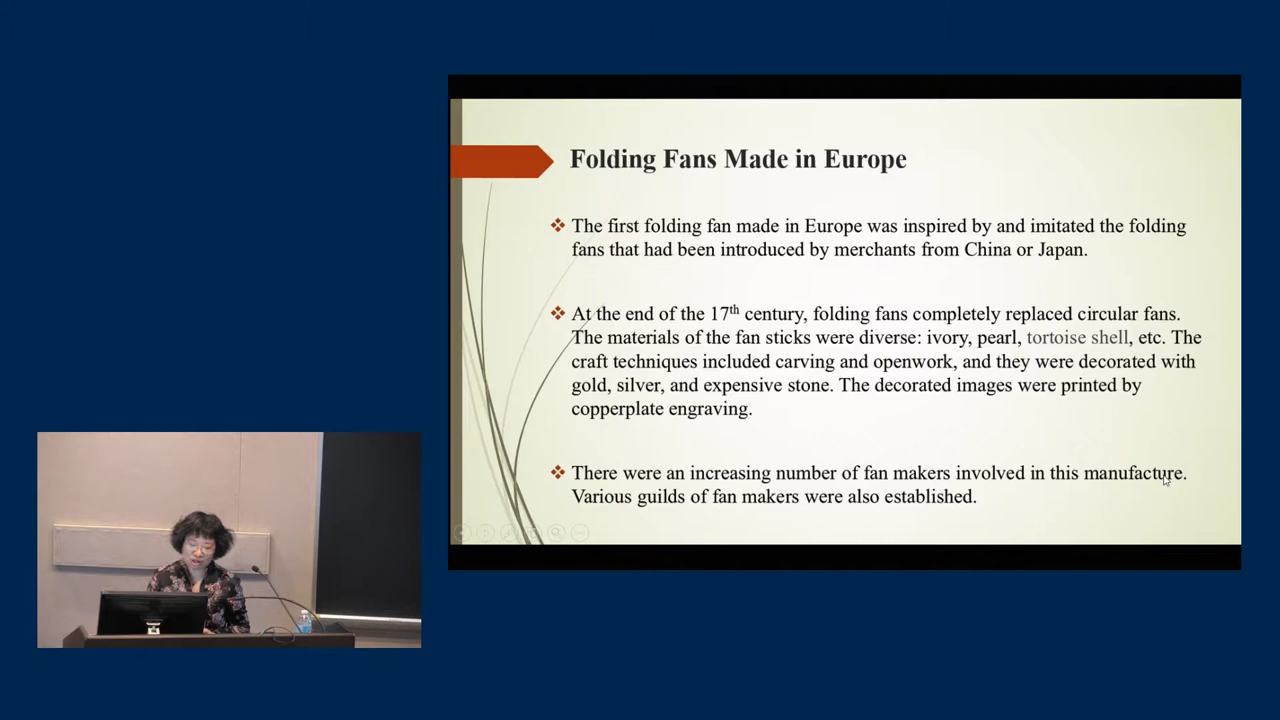 Folding Fans Made in Europe
The first folding fan made in Europe was inspired by and imitated the folding
fans that had been introduced by merchants from China or Japan.
At the end of the 17th century, folding fans completely replaced circular fans.
The materials of the fan sticks were diverse: ivory, pearl, tortoise shell, etc. The
craft techniques included carving and openwork, and they were decorated with
gold, silver, and expensive stone. The decorated images were printed by
copperplate engraving.
There were an increasing number of fan makers involved in this manufacture.
Various guilds of fan makers were also established.